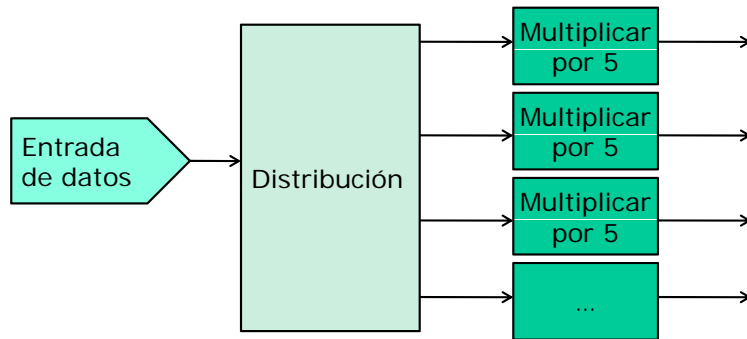 Entrada
de datos
Distribución
Multiplicar
por 5
Multiplicar
por 5
Multiplicar
por 5
...